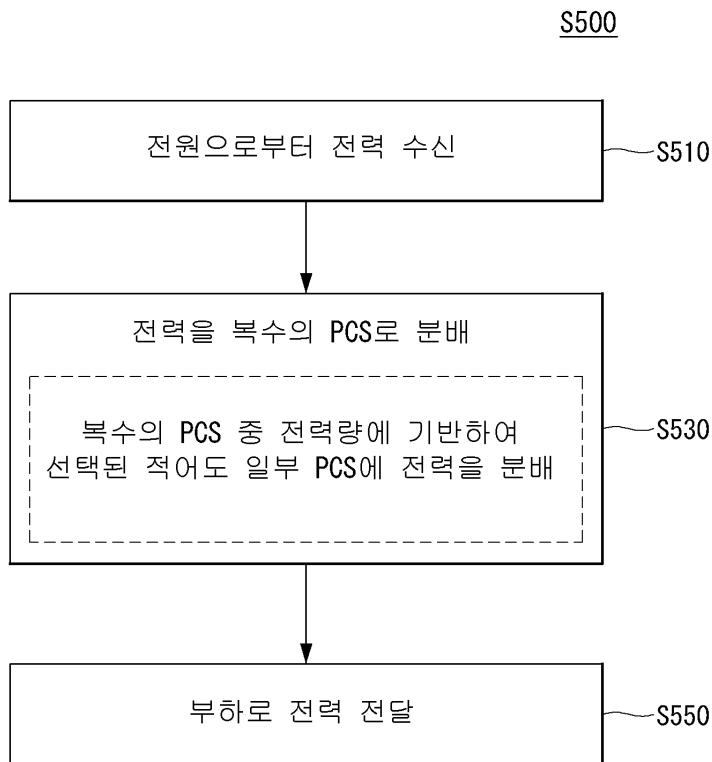 S500
전원으로부터 전력 수신
S510
전력을 복수의 PCS로 분배
복수의 PCS 중 전력량에 기반하여
선택된 적어도 일부 PCS에 전력을 분배
S530
부하로 전력 전달
S550